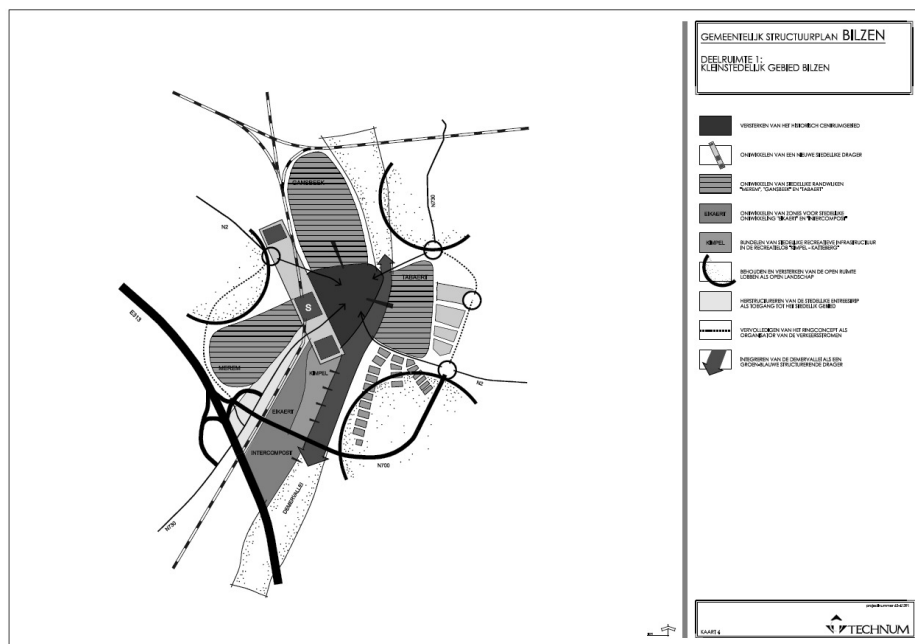 GEMEENTELIJK STRUCTUURPLAN BILZEN
DEELRUIMTE 1:
KLEINSTEDELIJK GEBIED BILZEN
VERSTERKEN VAN HET HISTORISCH CENTRUMGEBIED
ONTWIKKELEN VAN EEN NIEUWE STEDELIJKE DRAGER
ONTWIKKELEN VAN STEDELIJKE RANDWIJKEN
"MEREM", "GANSBEEK" EN "TABAERT"
EIKAERT
ONTWIKKELEN VAN ZONES VOOR STEDELIJKE
ONTWIKKELING "EIKAERT" EN "INTERCOMPOST"
KIMPEL
BUNDELEN VAN STEDELIJKE RECREATIEVE INFRASTRUCTUUR
IN DE RECREATIELOB "KIMPEL - KATTEBERG"
BEHOUDEN EN VERSTERKEN VAN DE OPEN RUIMTE
LOBBEN ALS OPEN LANDSCHAP
HERSTRUCTUREREN VAN DE STEDELIJKE ENTREESTRIP
ALS TOEGANG TOT HET STEDELIJK GEBIED
VERVOLLEDIGEN VAN HET RINGCONCEPT ALS
ORGANISATOR VAN DE VERKEERSSTROMEN
INTEGREREN VAN DE DEMERVALLEI ALS EEN
GROEN-BLAUWE STRUCTURERENDE DRAGER
GANSBEEK
N730
N2
TABAERT
E313
S
MEREM
KIMPEL
N2
EIKAERT
INTERCOMPOST
N700
DEMERVALLEI
N730
KAART 4
TECHNUM